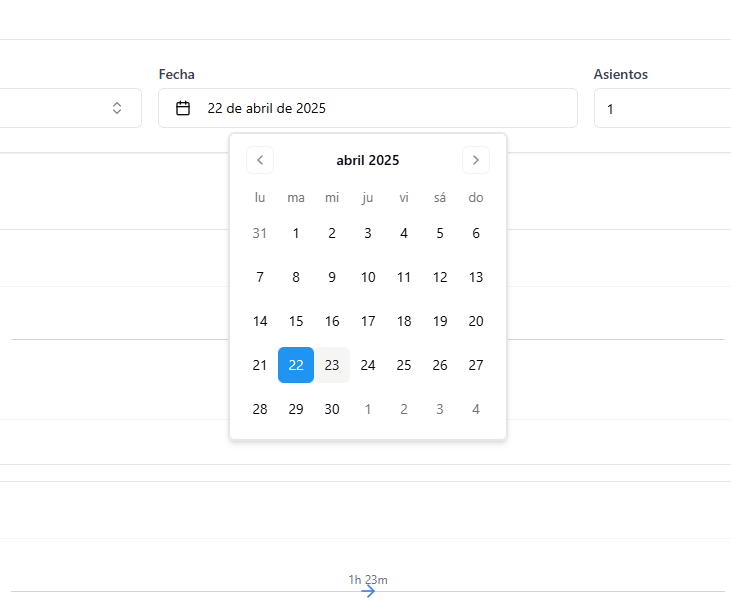 Fecha
Asientos
22 de abril de 2025
1
abril 2025
lu ma mi ju vi sá do
31 1 2 3 4 5 6
7 8 9 10 11 12 13
14 15 16 17 18 19 20
21 22 23 24 25 26 27
28 29 30 1 2 3 4
1h 23m